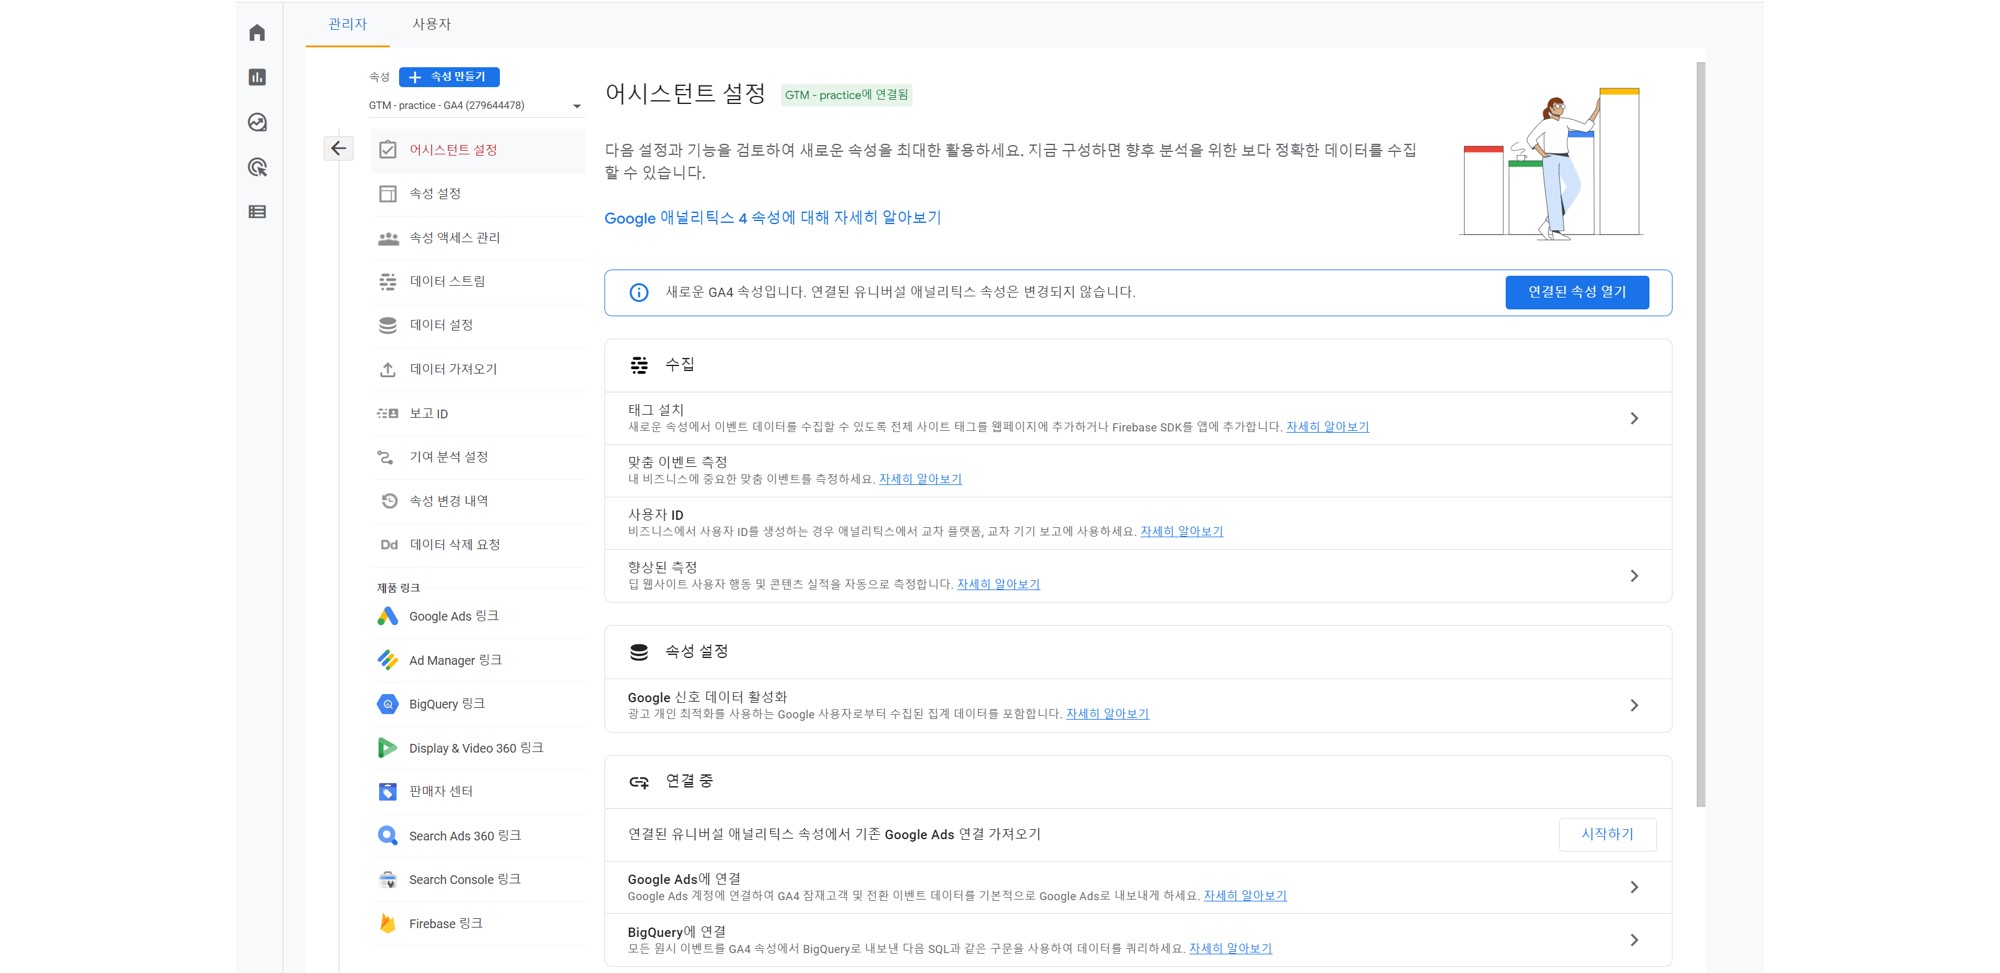 관리자
사용자
속성
+ 속성 만들기
GTM - practice - GA4 (279644478)
어시스턴트 설정
속성 설정
속성 액세스 관리
데이터 스트림
데이터 설정
데이터 가져오기
보고 ID
기여 분석 설정
속성 변경 내역
Dd 데이터 삭제 요청
제품 링크
Google Ads 링크
Ad Manager 링크
BigQuery 링크
Display & Video 360 링크
판매자 센터
Search Ads 360 링크
Search Console 링크
Firebase 링크
어시스턴트 설정 GTM - practice에 연결됨
다음 설정과 기능을 검토하여 새로운 속성을 최대한 활용하세요. 지금 구성하면 향후 분석을 위한 보다 정확한 데이터를 수집
할 수 있습니다.
Google 애널리틱스 4 속성에 대해 자세히 알아보기
새로운 GA4 속성입니다. 연결된 유니버설 애널리틱스 속성은 변경되지 않습니다.
연결된 속성 열기
수집
태그 설치
새로운 속성에서 이벤트 데이터를 수집할 수 있도록 전체 사이트 태그를 웹페이지에 추가하거나 Firebase SDK를 앱에 추가합니다. 자세히 알아보기
맞춤 이벤트 측정
내 비즈니스에 중요한 맞춤 이벤트를 측정하세요. 자세히 알아보기
사용자 ID
비즈니스에서 사용자 ID를 생성하는 경우 애널리틱스에서 교차 플랫폼, 교차 기기 보고에 사용하세요. 자세히 알아보기
향상된 측정
딥 웹사이트 사용자 행동 및 콘텐츠 실적을 자동으로 측정합니다. 자세히 알아보기
속성 설정
Google 신호 데이터 활성화
광고 개인 최적화를 사용하는 Google 사용자로부터 수집된 집계 데이터를 포함합니다. 자세히 알아보기
연결 중
연결된 유니버설 애널리틱스 속성에서 기존 Google Ads 연결 가져오기
시작하기
Google Ads에 연결
Google Ads 계정에 연결하여 GA4 잠재고객 및 전환 이벤트 데이터를 기본적으로 Google Ads로 내보내게 하세요. 자세히 알아보기
BigQuery에 연결
모든 원시 이벤트를 GA4 속성에서 BigQuery로 내보낸 다음 SQL과 같은 구문을 사용하여 데이터를 쿼리하세요. 자세히 알아보기